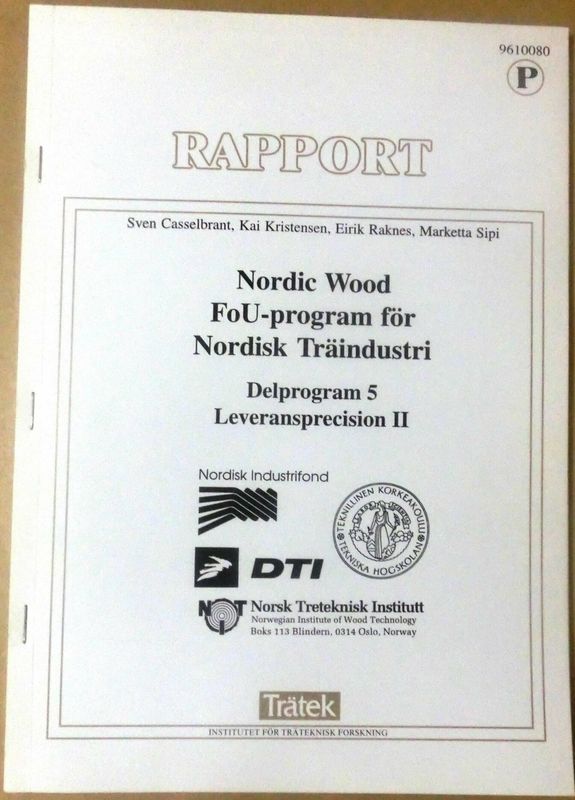 9610080
P
RAPPORT
Sven Casselbrant, Kai Kristensen, Eirik Raknes, Marketta Sipi
Nordic Wood
FoU-program för
Nordisk Träindustri
Delprogram 5
Leveransprecision II
Nordisk Industrifond
TEKNILLINEN KORKEAKOULU
TEKNISKA HÖGSKOLAN
DTI
NTI Norsk Treteknisk Institutt
Norwegian Institute of Wood Technology
Boks 113 Blindern, 0314 Oslo, Norway
Trätek
INSTITUTET FÖR TRÄTEKNISK FORSKNING